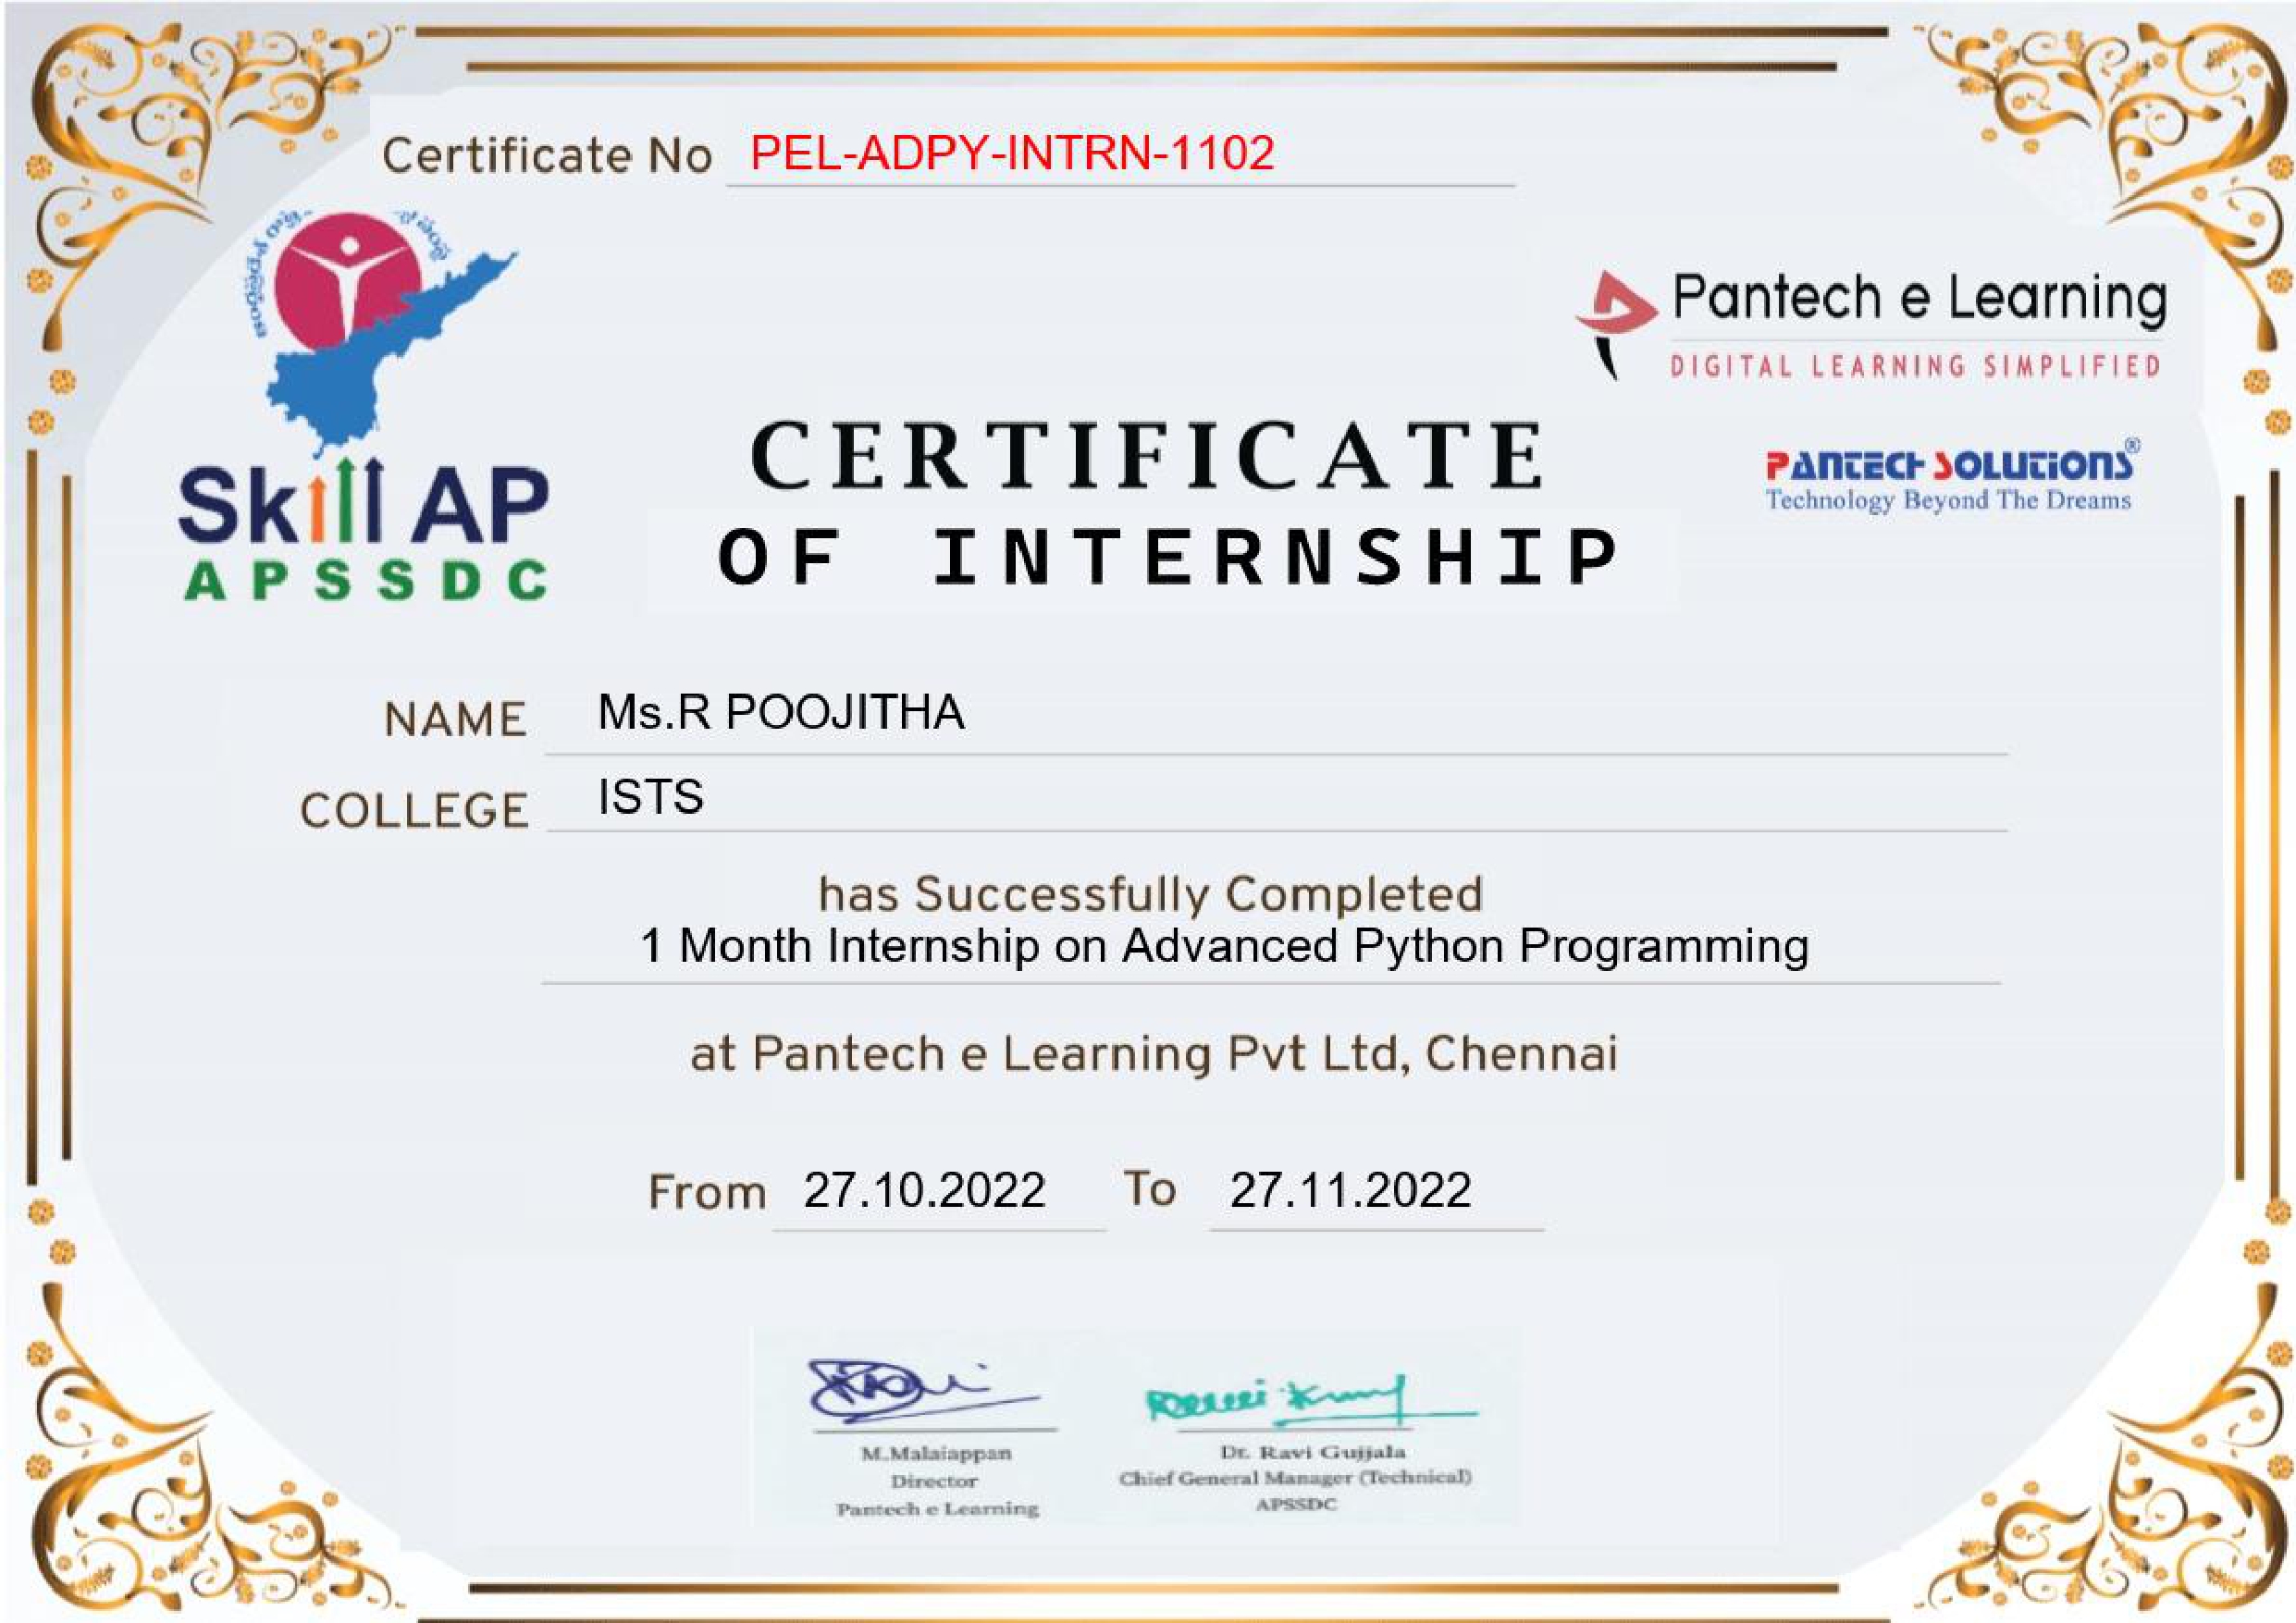 Certificate No PEL-ADPY-INTRN-1102
Pantech e Learning
DIGITAL LEARNING SIMPLIFIED
PANTECH SOLUTIONS®
Technology Beyond The Dreams
Skill AP
APSSDC
CERTIFICATE
OF INTERNSHIP
NAME Ms.R POOJITHA
COLLEGE ISTS
has Successfully Completed
1 Month Internship on Advanced Python Programming
at Pantech e Learning Pvt Ltd, Chennai
From 27.10.2022 To 27.11.2022
M.Malaiappan
Director
Pantech e Learning
Dr. Ravi Gujjala
Chief General Manager (Technical)
APSSDC